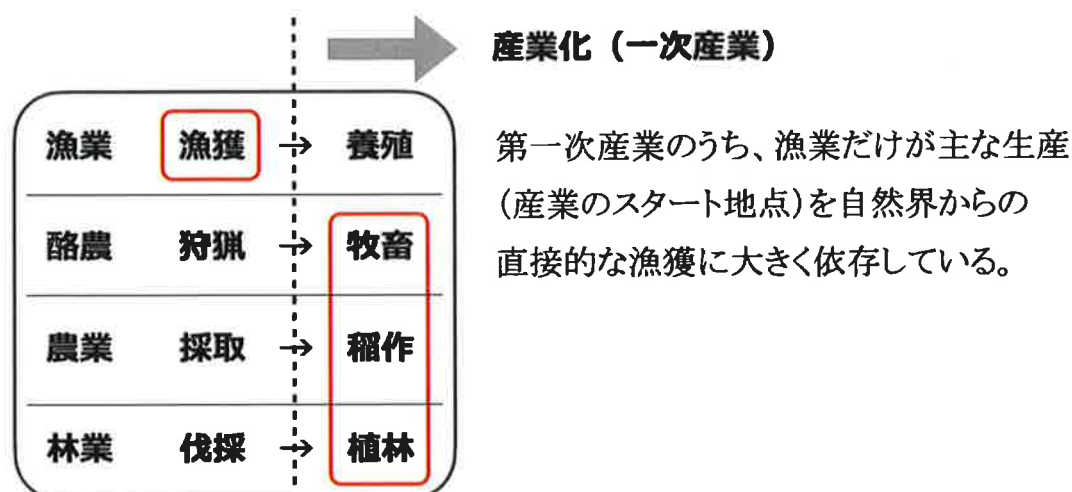 産業化（一次産業）
漁業 漁獲 → 養殖
酪農 狩猟 → 牧畜
農業 採取 → 稲作
林業 伐採 → 植林
第一次産業のうち、漁業だけが主な生産
（産業のスタート地点）を自然界からの
直接的な漁獲に大きく依存している。